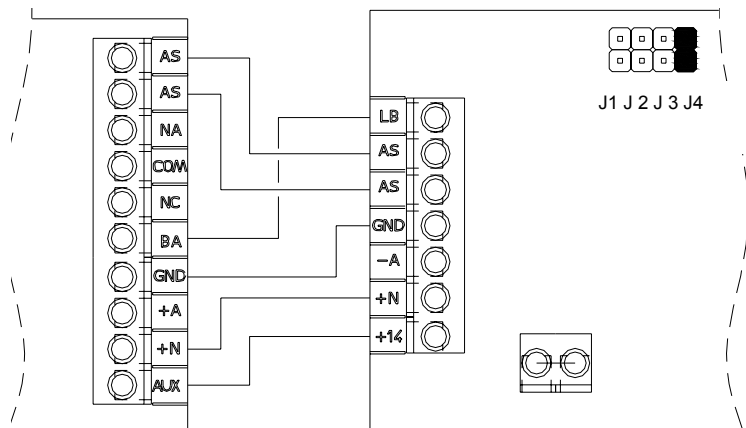 AS
AS
NA
COM
NC
BA
GND
+A
+N
AUX
LB
AS
AS
GND
-A
+N
+14
J1 J 2 J 3 J4